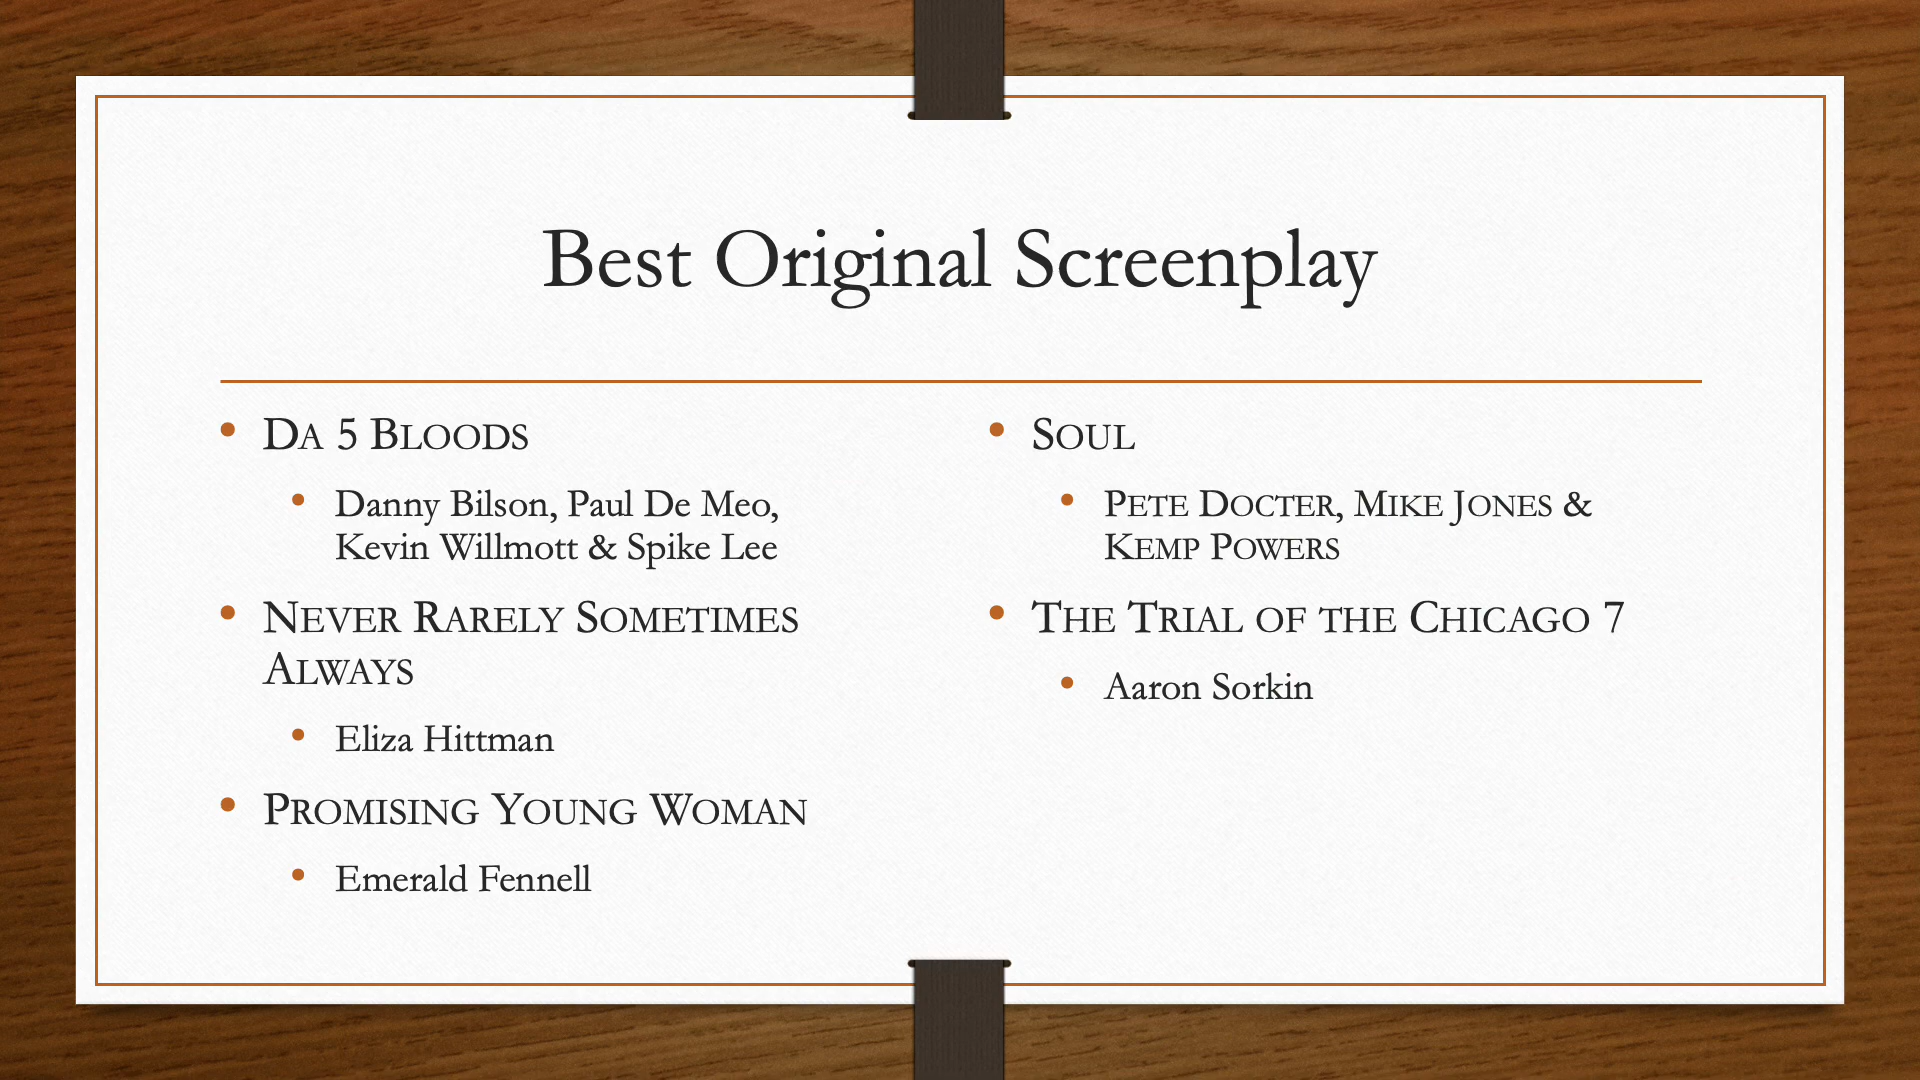 Best Original Screenplay
• Da 5 Bloods
• Danny Bilson, Paul De Meo,
Kevin Willmott & Spike Lee
• Never Rarely Sometimes
Always
• Eliza Hittman
• Promising Young Woman
• Emerald Fennell
• Soul
• Pete Docter, Mike Jones &
Kemp Powers
• The Trial of the Chicago 7
• Aaron Sorkin